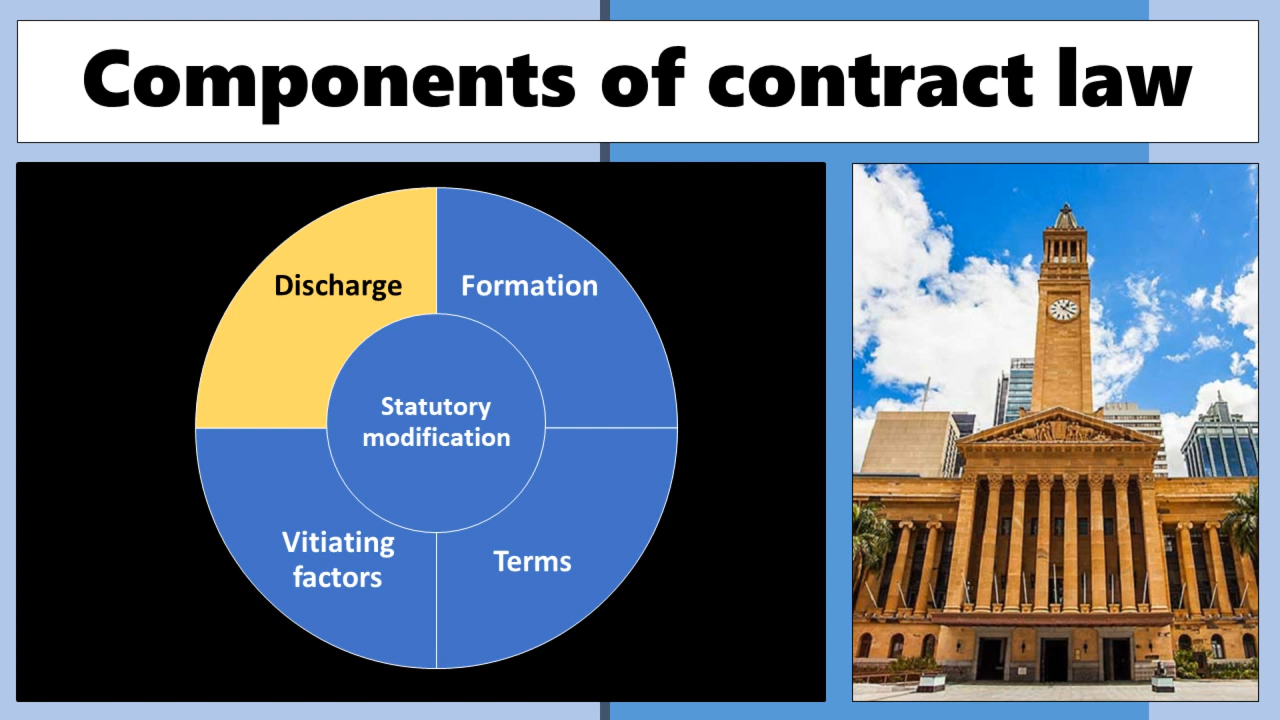 Components of contract law
Discharge
Formation
Statutory
modification
Vitiating
factors
Terms